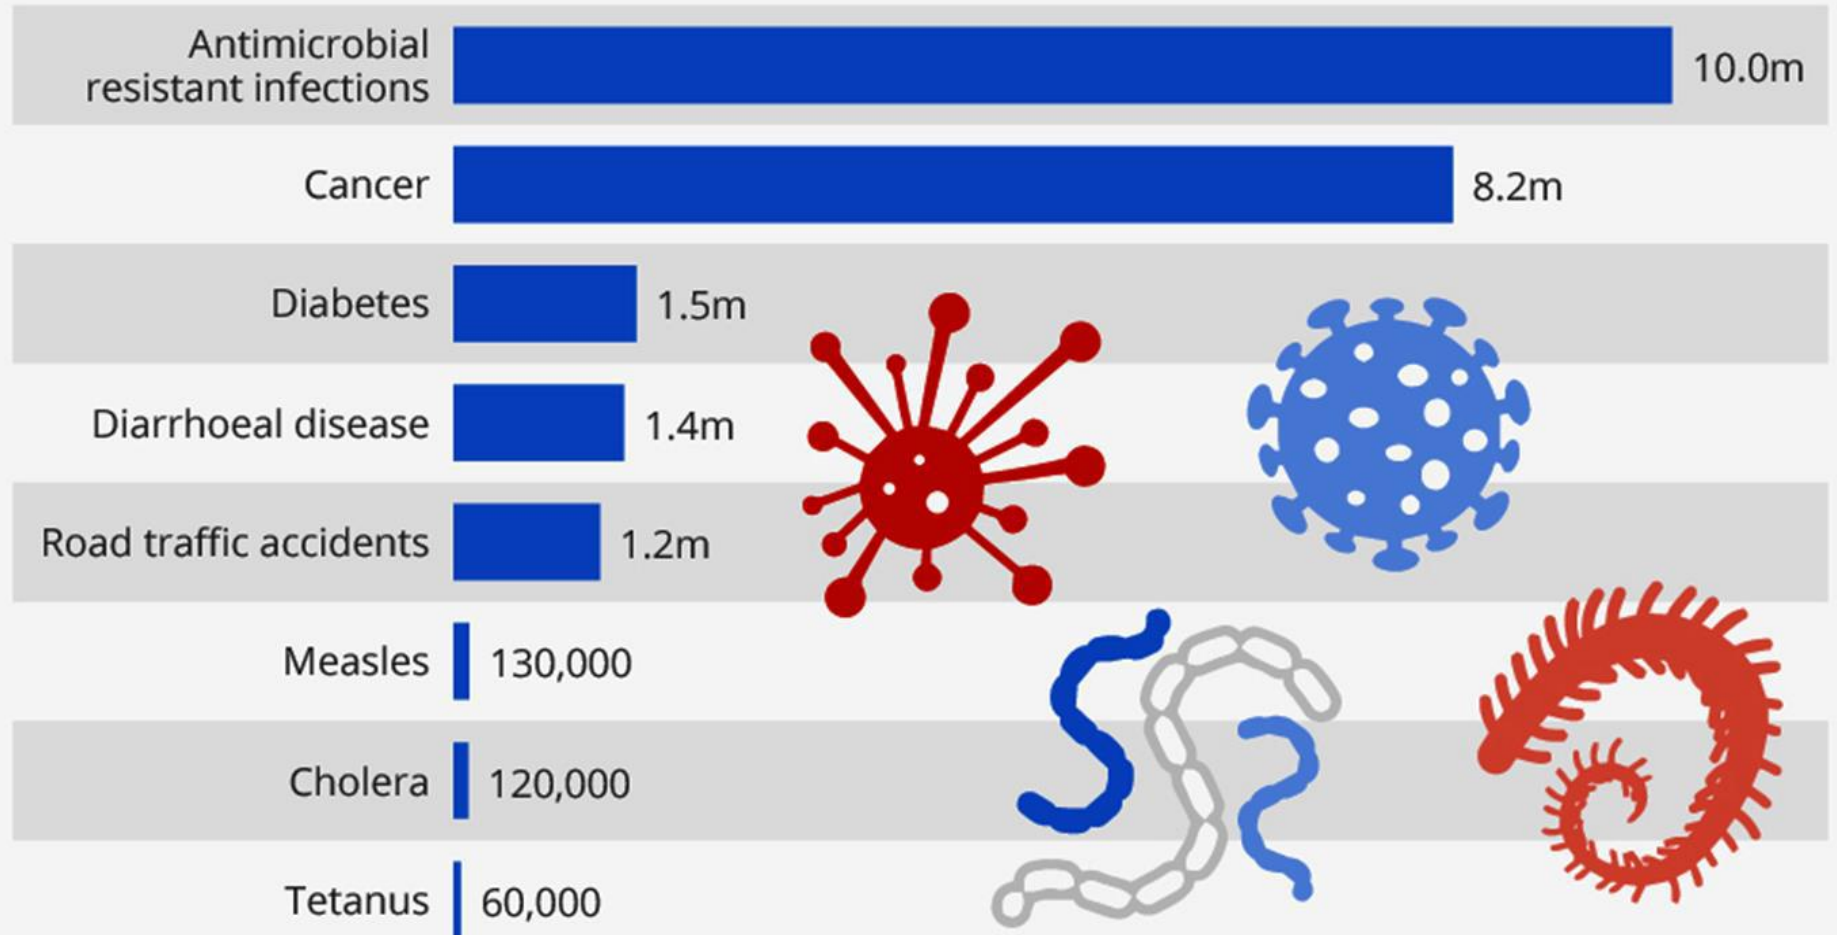 Antimicrobial
resistant infections
10.0m
Cancer
8.2m
Diabetes
1.5m
Diarrhoeal disease
1.4m
Road traffic accidents
1.2m
Measles
130,000
Cholera
120,000
Tetanus
60,000